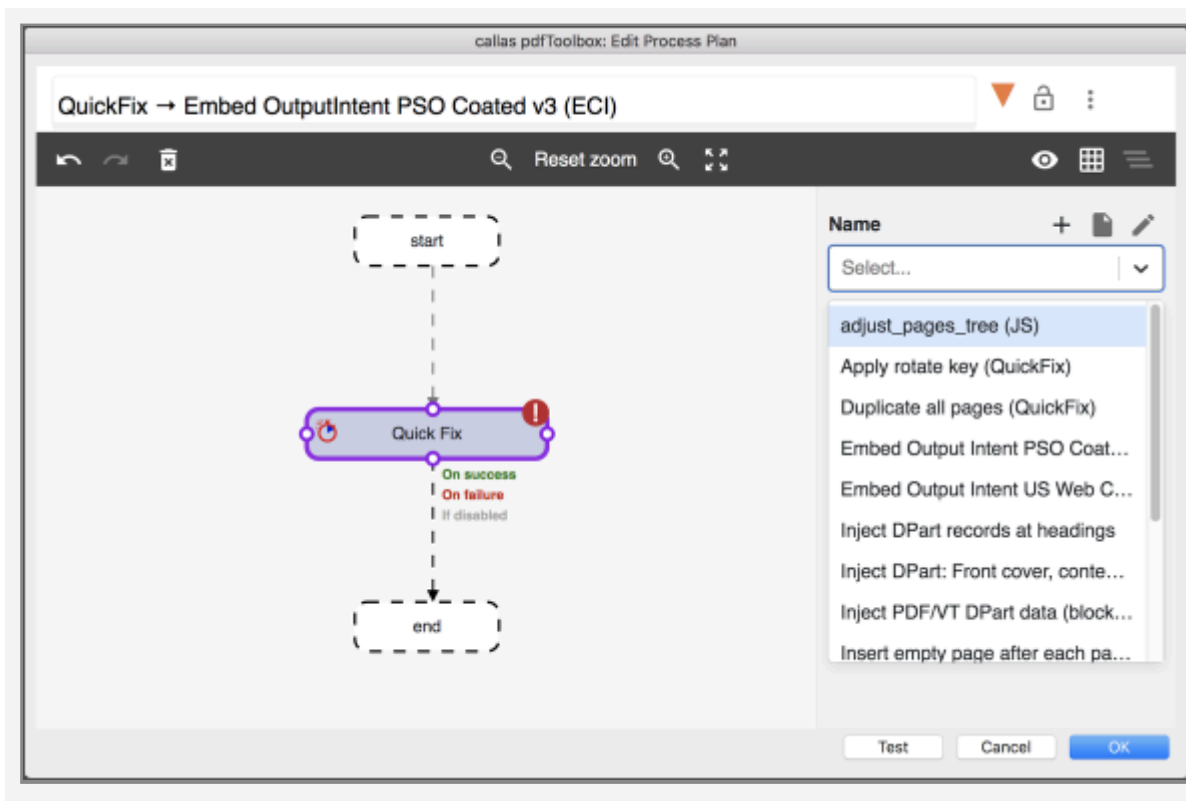 callas pdfToolbox: Edit Process Plan
QuickFix → Embed OutputIntent PSO Coated v3 (ECI)
Reset zoom
start
Quick Fix
On success
On failure
If disabled
end
Name
Select...
adjust_pages_tree (JS)
Apply rotate key (QuickFix)
Duplicate all pages (QuickFix)
Embed Output Intent PSO Coat...
Embed Output Intent US Web C...
Inject DPart records at headings
Inject DPart: Front cover, conte...
Inject PDF/VT DPart data (block...
Insert empty page after each pa...
Test
Cancel
OK